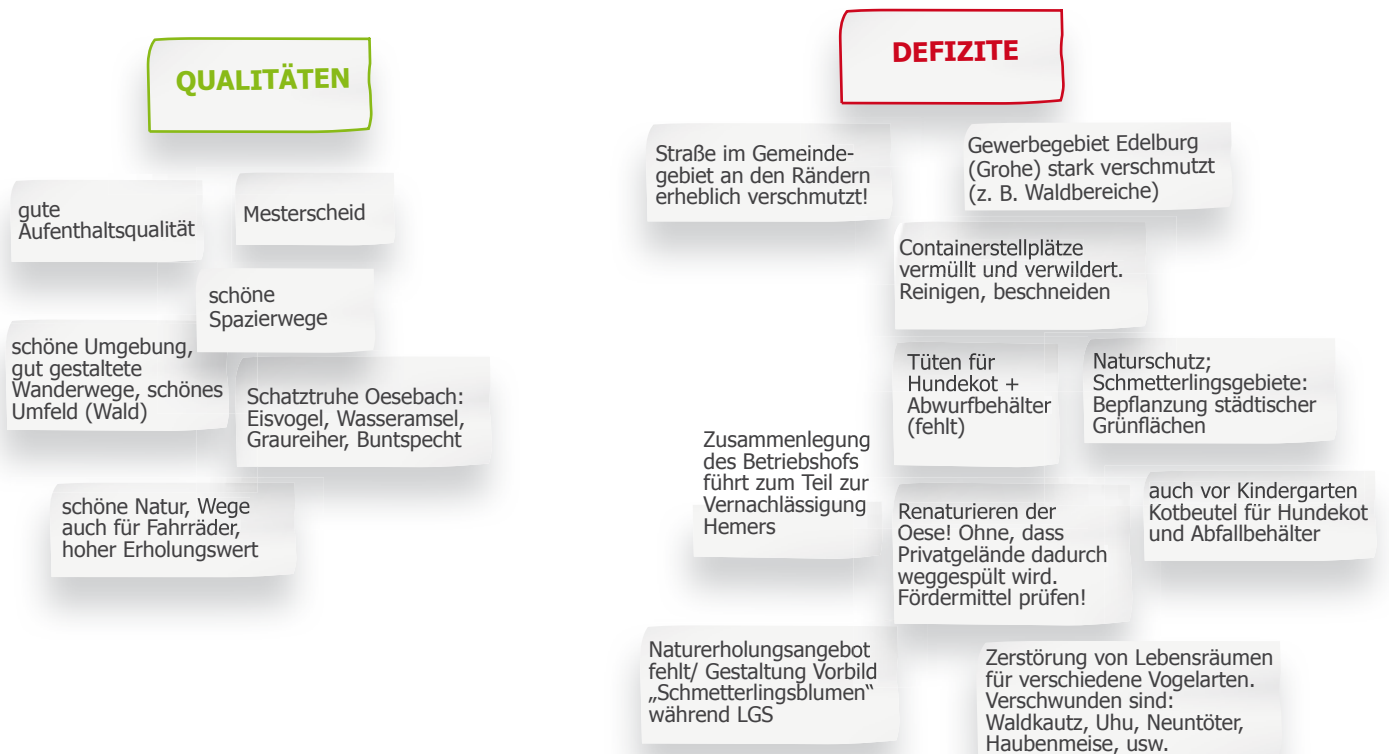 QUALITÄTEN
gute
Aufenthaltsqualität
Mesterscheid
schöne
Spazierwege
schöne Umgebung,
gut gestaltete
Wanderwege, schönes
Umfeld (Wald)
Schatztruhe Oesebach:
Eisvogel, Wasseramsel,
Graureiher, Buntspecht
schöne Natur, Wege
auch für Fahrräder,
hoher Erholungswert
DEFIZITE
Straße im Gemeinde-
gebiet an den Rändern
erheblich verschmutzt!
Gewerbegebiet Edelburg
(Grohe) stark verschmutzt
(z. B. Waldbereiche)
Containerstellplätze
vermüllt und verwildert.
Reinigen, beschneiden
Tüten für
Hundekot +
Abwurfbehälter
(fehlt)
Naturschutz;
Schmetterlingsgebiete:
Bepflanzung städtischer
Grünflächen
Zusammenlegung
des Betriebshofs
führt zum Teil zur
Vernachlässigung
Hemers
Renaturieren der
Oese! Ohne, dass
Privatgelände dadurch
weggespült wird.
Fördermittel prüfen!
auch vor Kindergarten
Kotbeutel für Hundekot
und Abfallbehälter
Naturerholungsangebot
fehlt/ Gestaltung Vorbild
„Schmetterlingsblumen“
während LGS
Zerstörung von Lebensräumen
für verschiedene Vogelarten.
Verschwunden sind:
Waldkautz, Uhu, Neuntöter,
Haubenmeise, usw.